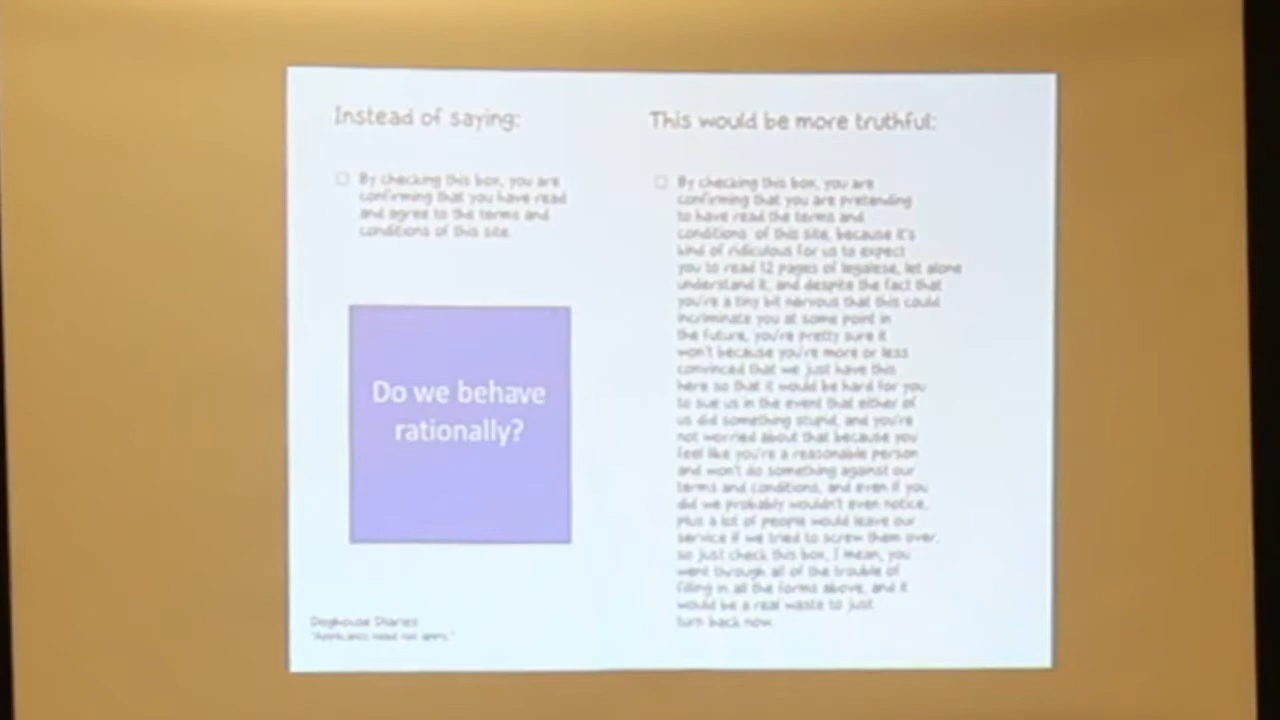 Instead of saying:
By checking this box, you are
confirming that you have read
and agree to the terms and
conditions of this site.
Do we behave
rationally?
Doghouse Diaries
"Applicants need not apply."
This would be more truthful:
By checking this box, you are
confirming that you are pretending
to have read the terms and
conditions of this site, because it's
kind of ridiculous for us to expect
you to read 12 pages of legalese, let alone
understand it, and despite the fact that
you're a tiny bit nervous that this could
incriminate you at some point in
the future, you're pretty sure it
won't because you're more or less
convinced that we just have this
here so that it would be hard for you
to sue us in the event that either of
us did something stupid, and you're
not worried about that because you
feel like you're a reasonable person
and won't do something against our
terms and conditions, and even if you
did we probably wouldn't even notice,
plus a lot of people would leave our
service if we tried to screw them over,
so just check this box, I mean, you
went through all of the trouble of
filling in all the forms above, and it
would be a real waste to just
turn back now.